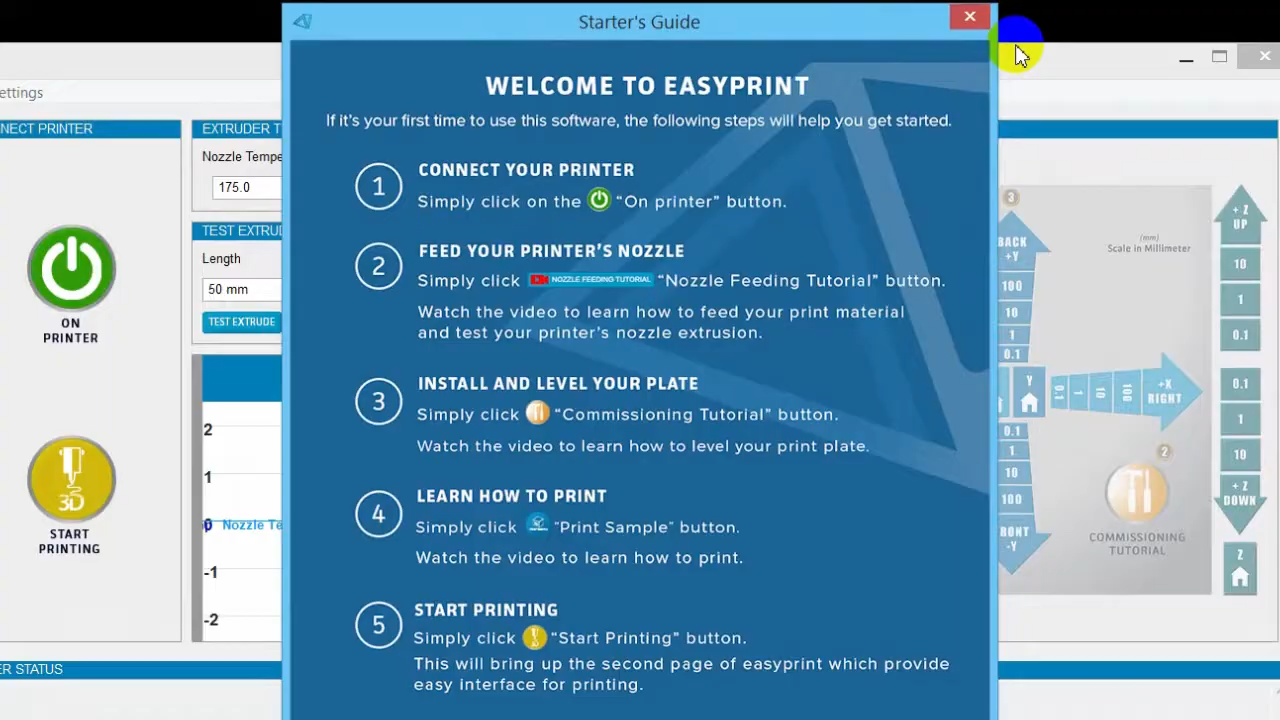 Starter's Guide
WELCOME TO EASYPRINT
If it's your first time to use this software, the following steps will help you get started.
1
CONNECT YOUR PRINTER
Simply click on the "On printer" button.
2
FEED YOUR PRINTER'S NOZZLE
Simply click NOZZLE FEEDING TUTORIAL "Nozzle Feeding Tutorial" button.
Watch the video to learn how to feed your print material
and test your printer's nozzle extrusion.
3
INSTALL AND LEVEL YOUR PLATE
Simply click "Commissioning Tutorial" button.
Watch the video to learn how to level your print plate.
4
LEARN HOW TO PRINT
Simply click "Print Sample" button.
Watch the video to learn how to print.
5
START PRINTING
Simply click "Start Printing" button.
This will bring up the second page of easyprint which provide
easy interface for printing.
ettings
NECT PRINTER
ON
PRINTER
3D
START
PRINTING
ER STATUS
EXTRUDER T
Nozzle Tempe
175.0
TEST EXTRU
Length
50 mm
TEST EXTRUDE
2
1
0 Nozzle Te
-1
-2
3
BACK
+Y
100
10
1
0.1
Y
0.1
1
10
100
RONT
-Y
0.1
1
10
100
+X
RIGHT
(mm)
Scale in Millimeter
2
COMMISSIONING
TUTORIAL
+ Z
UP
10
1
0.1
0.1
1
10
+ Z
DOWN
Z